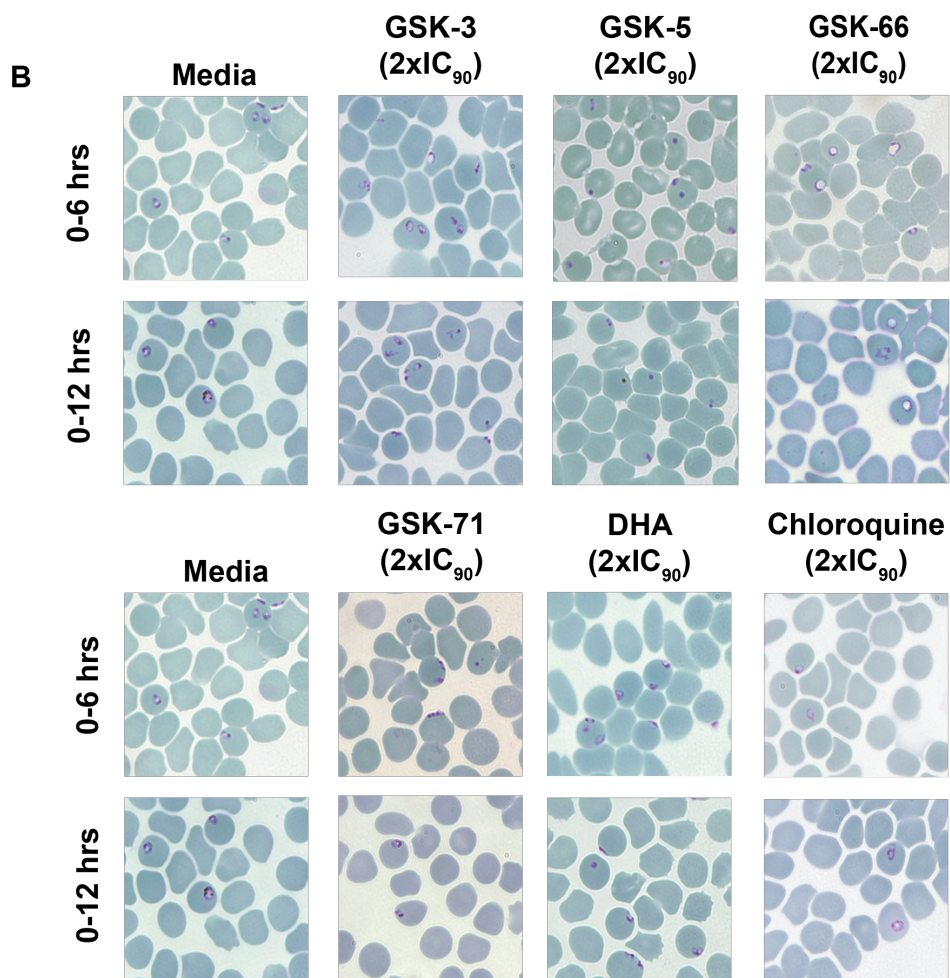 B
Media
GSK-3
(2xIC90)
GSK-5
(2xIC90)
GSK-66
(2xIC90)
0-6 hrs
0-12 hrs
Media
GSK-71
(2xIC90)
DHA
(2xIC90)
Chloroquine
(2xIC90)
0-6 hrs
0-12 hrs